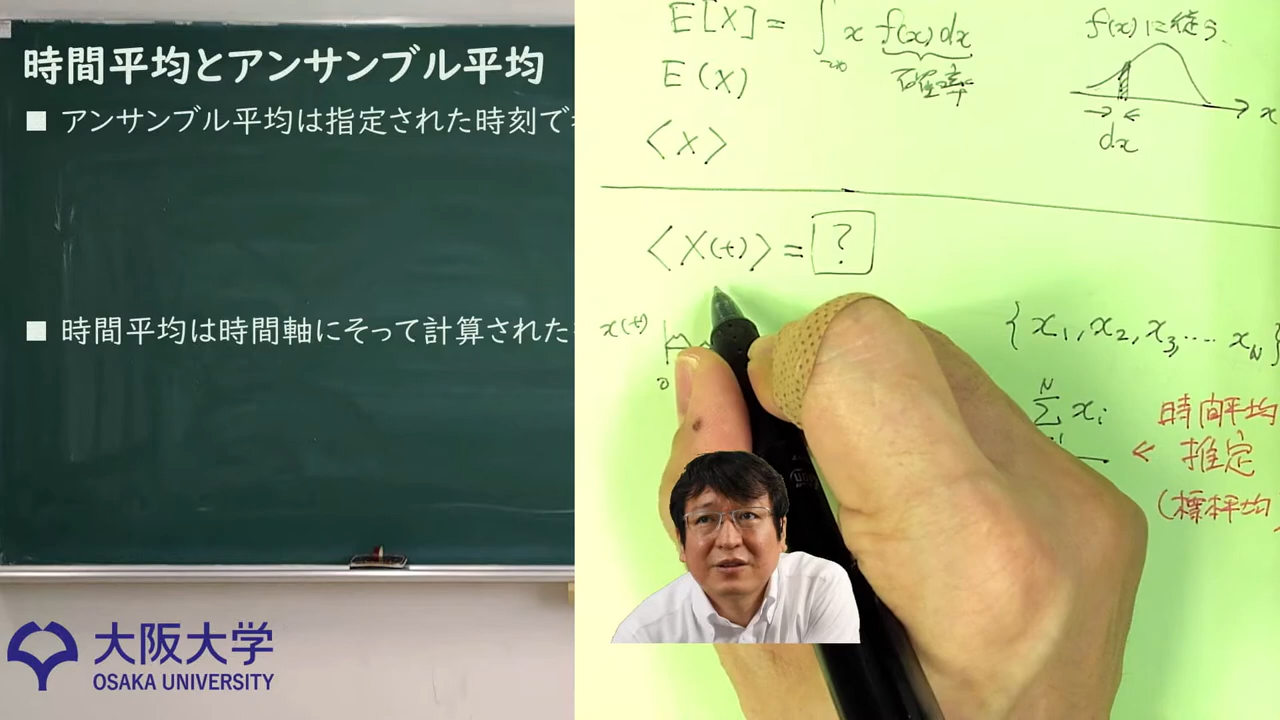 時間平均とアンサンブル平均
■ アンサンブル平均は指定された時刻で
■ 時間平均は時間軸にそって計算された
大阪大学
OSAKA UNIVERSITY
E[X] = ∫ x f(x) dx
-∞
確率
E(X)
⟨X⟩
f(x)に従う
x
dx
⟨X(t)⟩ = ?
x(t)
0
{x₁, x₂, x₃, ‥‥ x_N}
N
Σ xᵢ
時間平均
← 推定
(標本平均